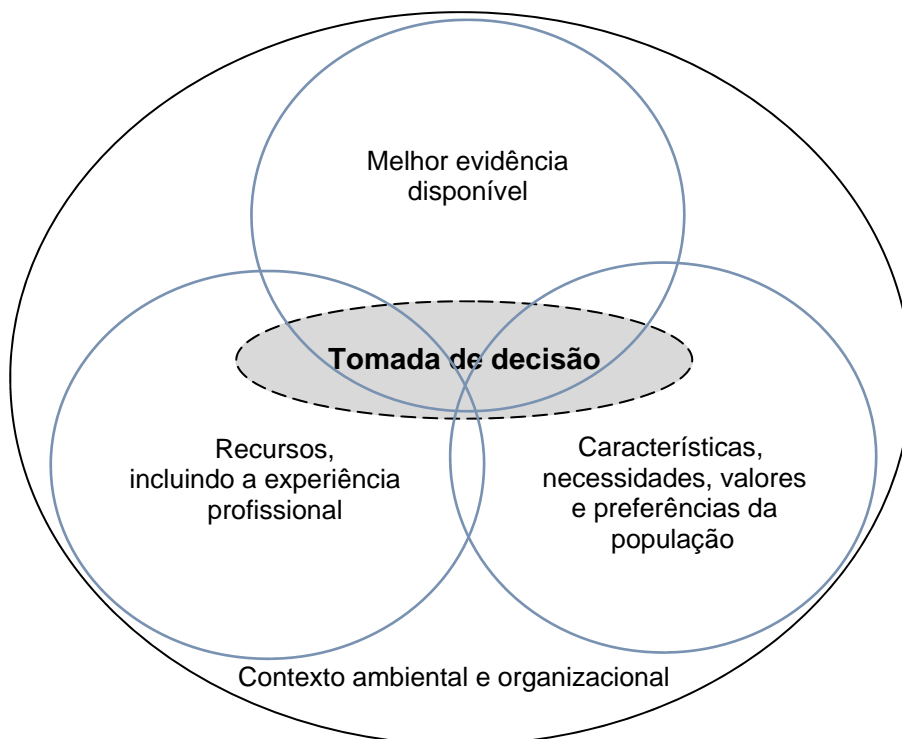 Melhor evidência
disponível
Tomada de decisão
Recursos,
incluindo a experiência
profissional
Características,
necessidades, valores
e preferências da
população
Contexto ambiental e organizacional